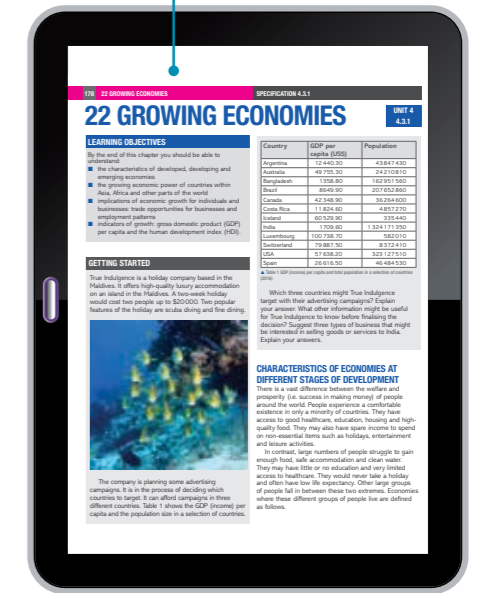 178 22 GROWING ECONOMIES
SPECIFICATION 4.3.1
22 GROWING ECONOMIES
UNIT 4
4.3.1
LEARNING OBJECTIVES
By the end of this chapter you should be able to
understand:
■ the characteristics of developed, developing and
emerging economies
■ the growing economic power of countries within
Asia, Africa and other parts of the world
■ implications of economic growth for individuals and
businesses: trade opportunities for businesses and
employment patterns
■ indicators of growth: gross domestic product (GDP)
per capita and the human development index (HDI).
GETTING STARTED
True Indulgence is a holiday company based in the
Maldives. It offers high-quality luxury accommodation
on an island in the Maldives. A two-week holiday
would cost two people up to $20000. Two popular
features of the holiday are scuba diving and fine dining.
The company is planning some advertising
campaigns. It is in the process of deciding which
countries to target. It can afford campaigns in three
different countries. Table 1 shows the GDP (income) per
capita and the population size in a selection of countries.
Country GDP per capita (US$) Population
Argentina 12440.30 43847430
Australia 49755.30 24210810
Bangladesh 1358.80 162951560
Brazil 8649.90 207652860
Canada 42348.90 36264600
Costa Rica 11824.60 4857270
Iceland 60529.90 335440
India 1709.60 1324171350
Luxembourg 100738.70 582010
Switzerland 79887.50 8372410
USA 57638.20 323127510
Spain 26616.50 46484530
▲ Table 1 GDP (income) per capita and total population in a selection of countries
(2016)
Which three countries might True Indulgence
target with their advertising campaigns? Explain
your answer. What other information might be useful
for True Indulgence to know before finalising the
decision? Suggest three types of business that might
be interested in selling goods or services to India.
Explain your answers.
CHARACTERISTICS OF ECONOMIES AT
DIFFERENT STAGES OF DEVELOPMENT
There is a vast difference between the welfare and
prosperity (i.e. success in making money) of people
around the world. People experience a comfortable
existence in only a minority of countries. They have
access to good healthcare, education, housing and high-
quality food. They may also have spare income to spend
on non-essential items such as holidays, entertainment
and leisure activities.
In contrast, large numbers of people struggle to gain
enough food, safe accommodation and clean water.
They may have little or no education and very limited
access to healthcare. They would never take a holiday
and often have low life expectancy. Other large groups
of people fall in between these two extremes. Economies
where these different groups of people live are defined
as follows.